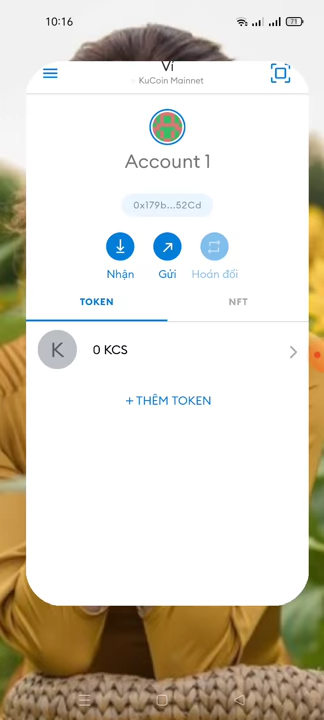 10:16
71
Ví
KuCoin Mainnet
Account 1
0x179b...52Cd
Nhận
Gửi
Hoán đổi
TOKEN
NFT
K
0 KCS
+ THÊM TOKEN